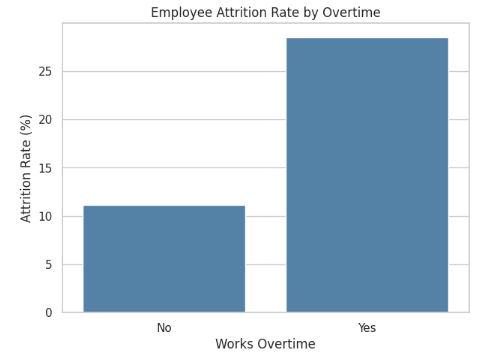 Employee Attrition Rate by Overtime
Attrition Rate (%)
25
20
15
10
5
0
No Yes
Works Overtime